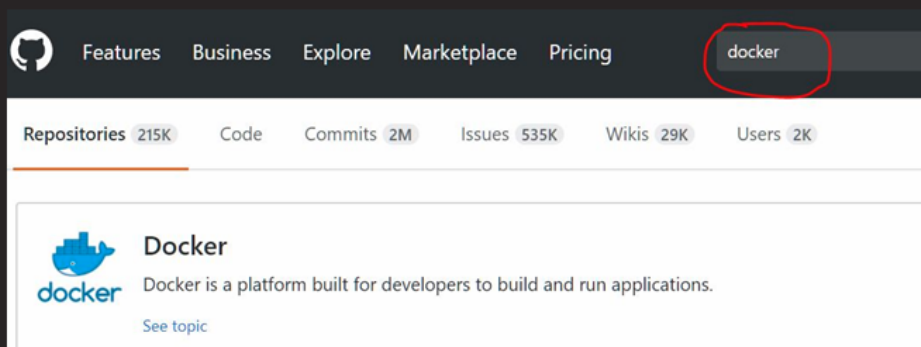 Features Business Explore Marketplace Pricing docker
Repositories 215K Code Commits 2M Issues 535K Wikis 29K Users 2K
Docker
docker
Docker is a platform built for developers to build and run applications.
See topic